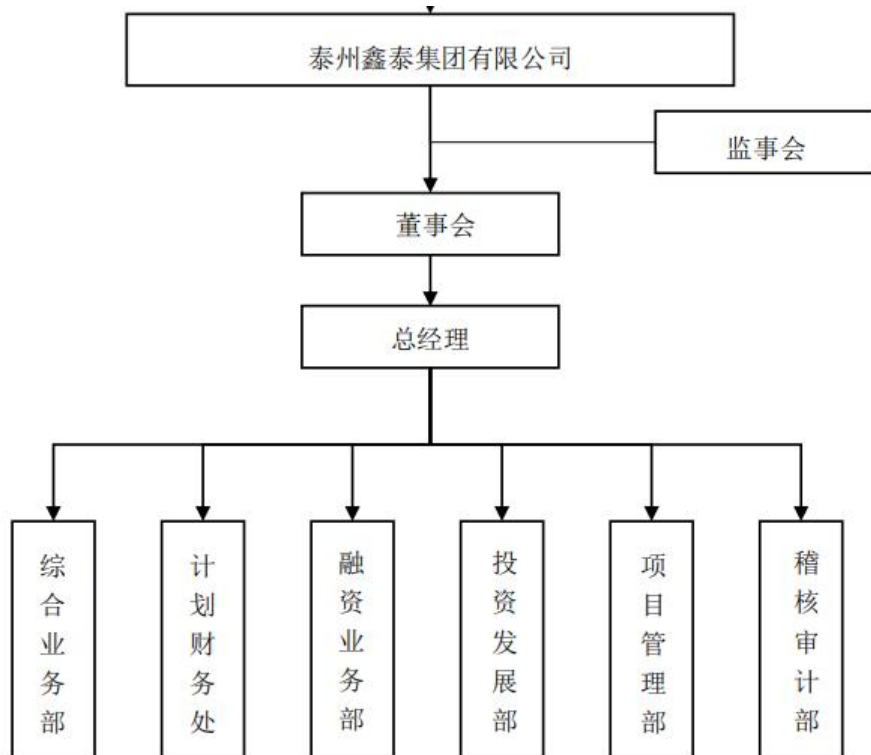 泰州鑫泰集团有限公司
监事会
董事会
总经理
综合业务部
计划财务处
融资业务部
投资发展部
项目管理部
稽核审计部